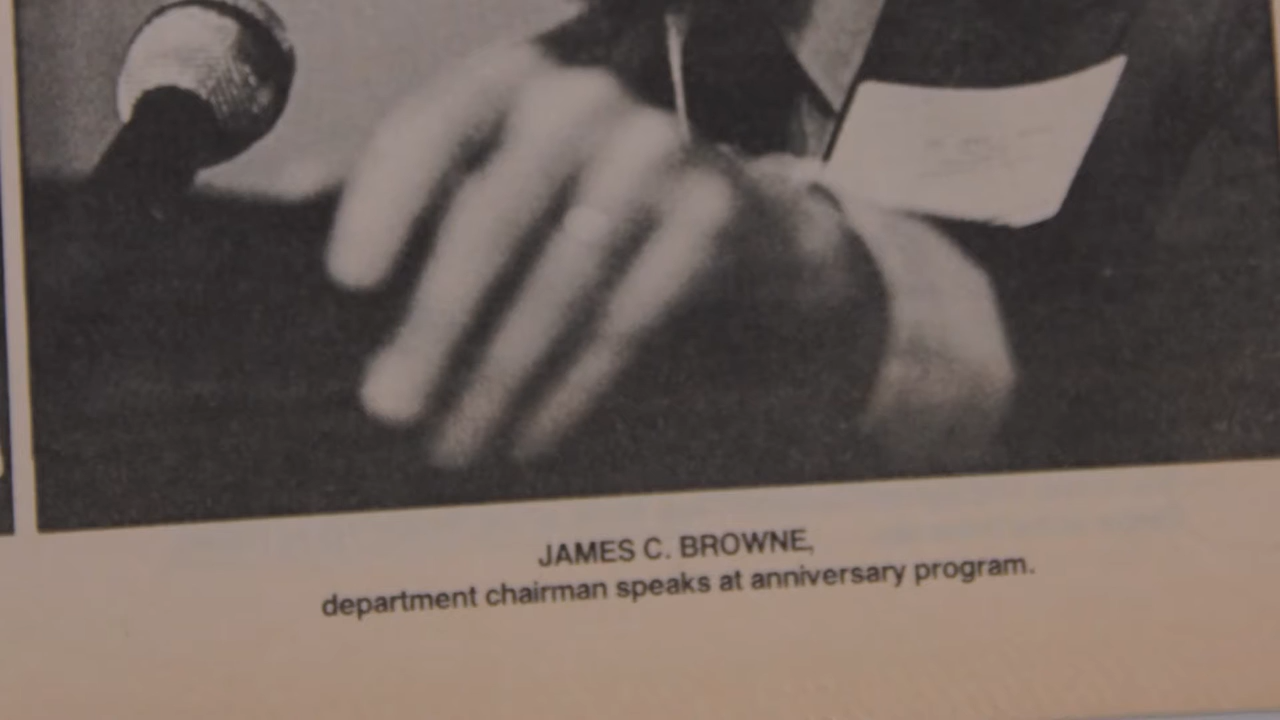 JAMES C. BROWNE,
department chairman speaks at anniversary program.